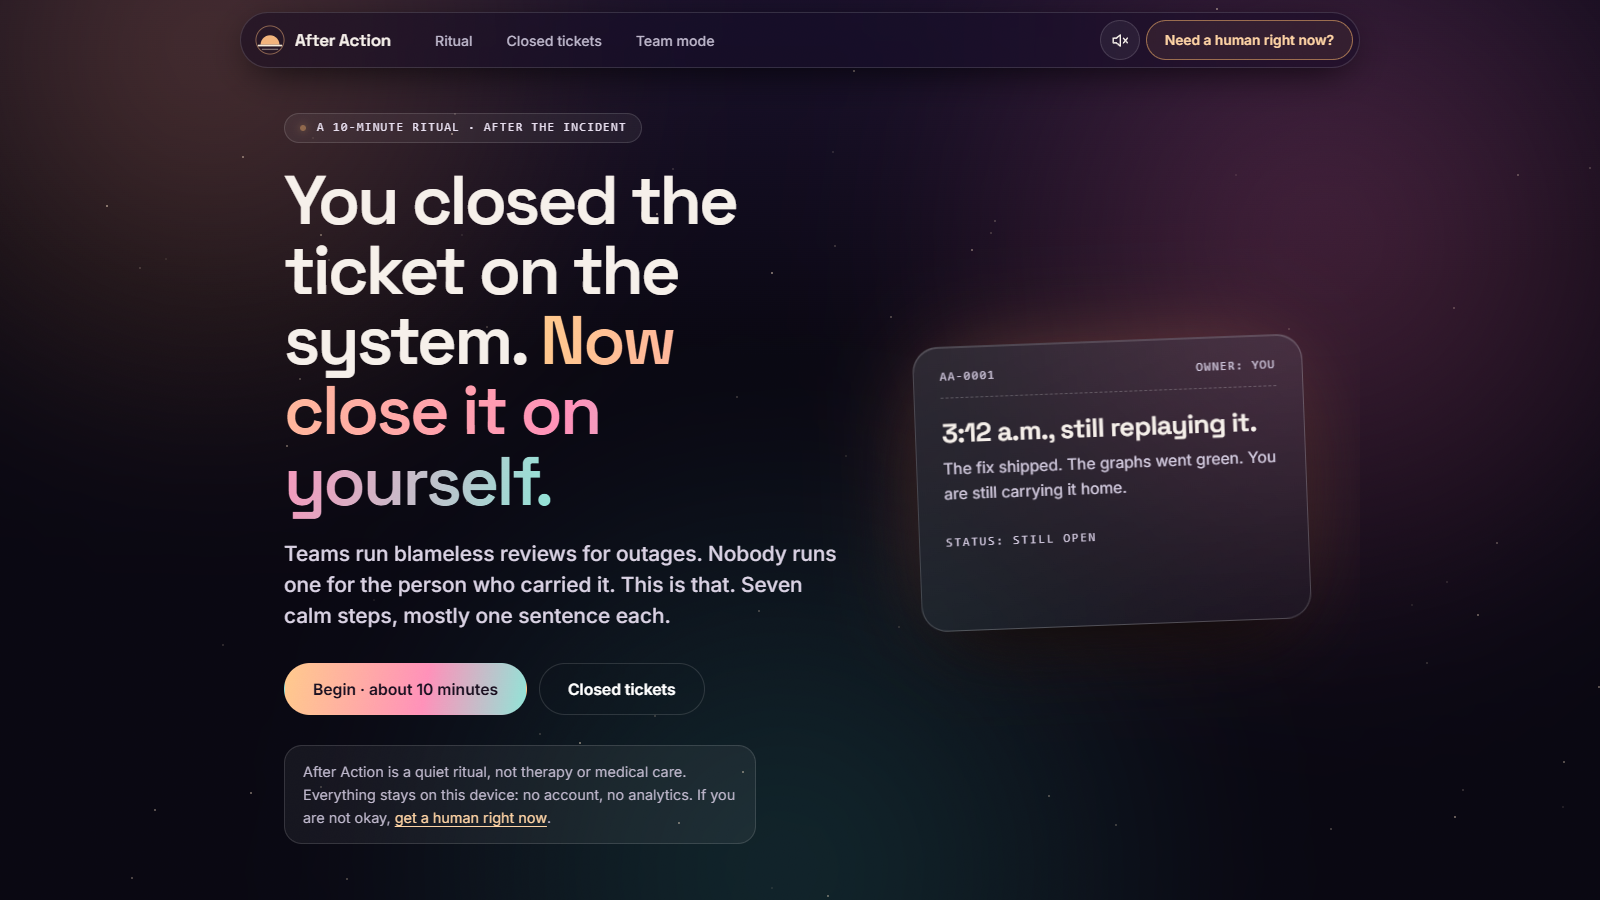 After Action
Ritual
Closed tickets
Team mode
Need a human right now?
A 10-MINUTE RITUAL · AFTER THE INCIDENT
You closed the
ticket on the
system. Now
close it on
yourself.
Teams run blameless reviews for outages. Nobody runs
one for the person who carried it. This is that. Seven
calm steps, mostly one sentence each.
Begin · about 10 minutes
Closed tickets
After Action is a quiet ritual, not therapy or medical care.
Everything stays on this device: no account, no analytics. If you
are not okay, get a human right now.
AA-0001
OWNER: YOU
3:12 a.m., still replaying it.
The fix shipped. The graphs went green. You
are still carrying it home.
STATUS: STILL OPEN